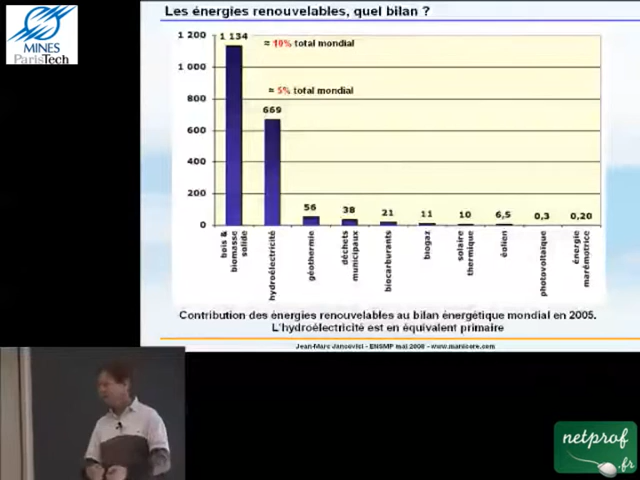 MINES
ParisTech
Les énergies renouvelables, quel bilan ?
1 200
1 000
800
600
400
200
0
1 134
≈ 10% total mondial
≈ 5% total mondial
669
56
38
21
11
10
6,5
0,3
0,20
bois &
biomasse
solide
hydroélectricité
géothermie
déchets
municipaux
biocarburants
biogaz
solaire
thermique
éolien
photovoltaique
énergie
marémotrice
Contribution des énergies renouvelables au bilan énergétique mondial en 2005.
L'hydroélectricité est en équivalent primaire
Jean-Marc Jancovici - ENSMP mai 2008 - www.manicore.com
netprof
.fr